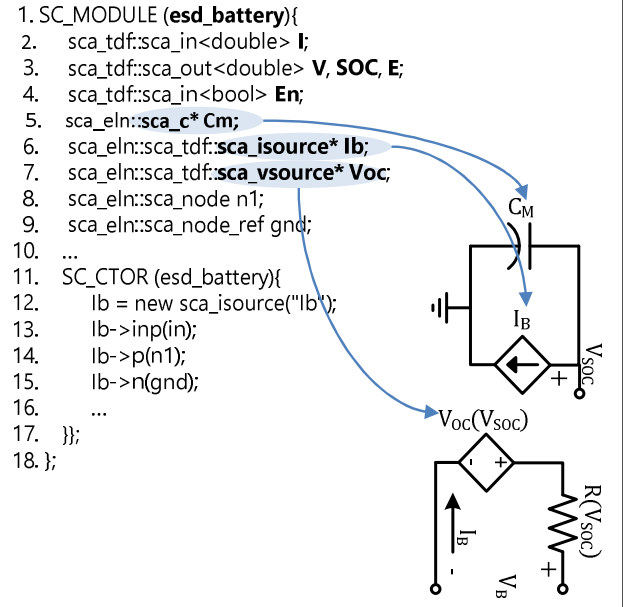 1. SC_MODULE (esd_battery){
2. sca_tdf::sca_in<double> I;
3. sca_tdf::sca_out<double> V, SOC, E;
4. sca_tdf::sca_in<bool> En;
5. sca_eln::sca_c* Cm;
6. sca_eln::sca_tdf::sca_isource* Ib;
7. sca_eln::sca_tdf::sca_vsource* Voc;
8. sca_eln::sca_node n1;
9. sca_eln::sca_node_ref gnd;
10. ...
11. SC_CTOR (esd_battery){
12. Ib = new sca_isource("Ib");
13. Ib->inp(in);
14. Ib->p(n1);
15. Ib->n(gnd);
16. ...
17. }};
18. };
CM
IB
+
VSOC
VOC(VSOC)
- +
R(VSOC)
IB
- +
VB